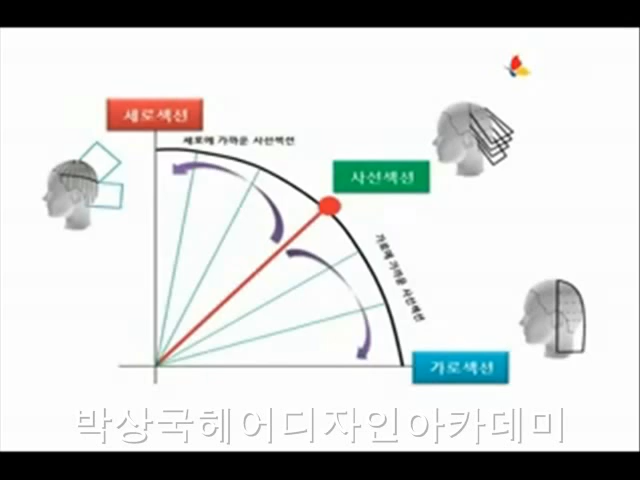 세로섹션
세로에 가까운 사선섹션
사선섹션
가로에 가까운 사선섹션
가로섹션
박상국헤어디자인아카데미